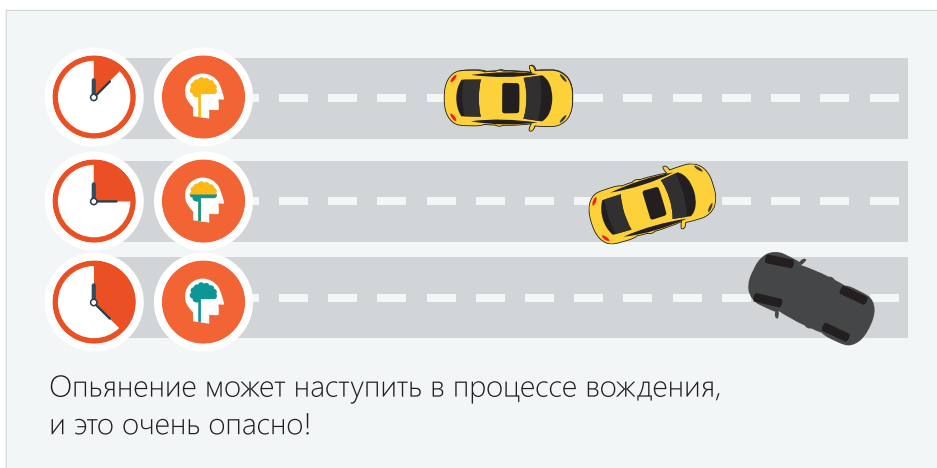 Опьянение может наступить в процессе вождения,
и это очень опасно!